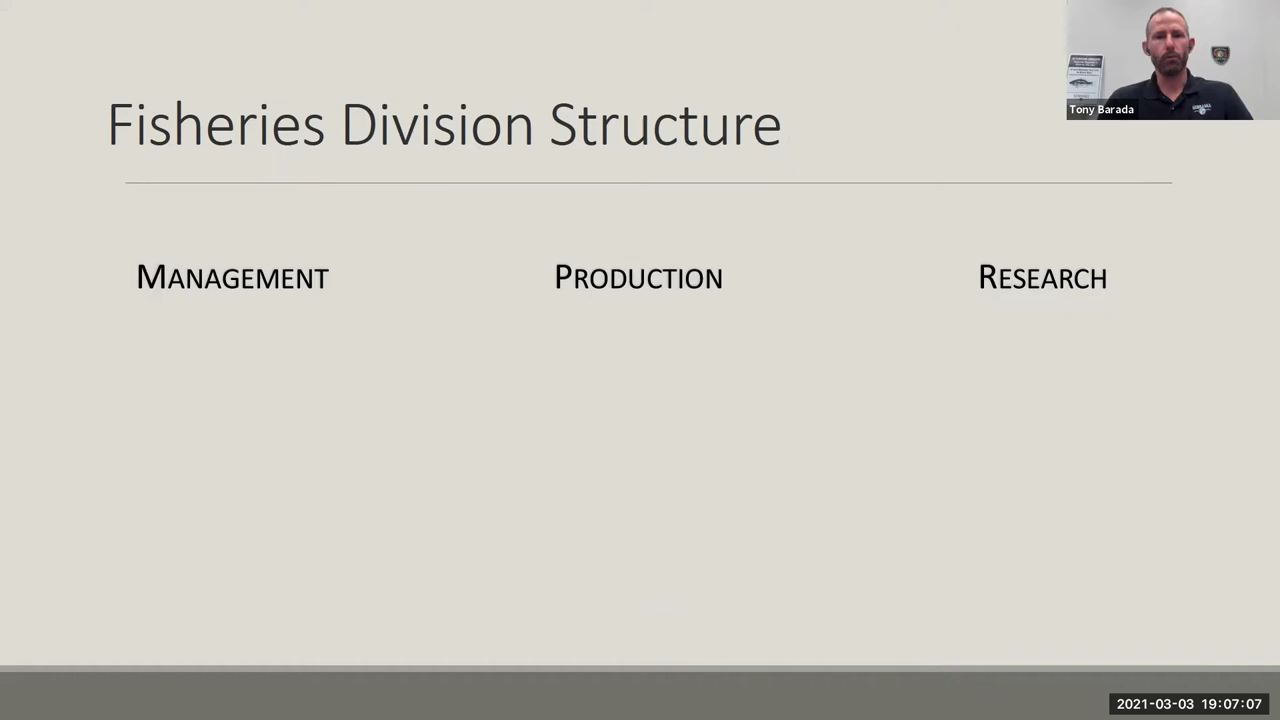 Fisheries Division Structure
MANAGEMENT
PRODUCTION
RESEARCH
Tony Barada
2021-03-03 19:07:07